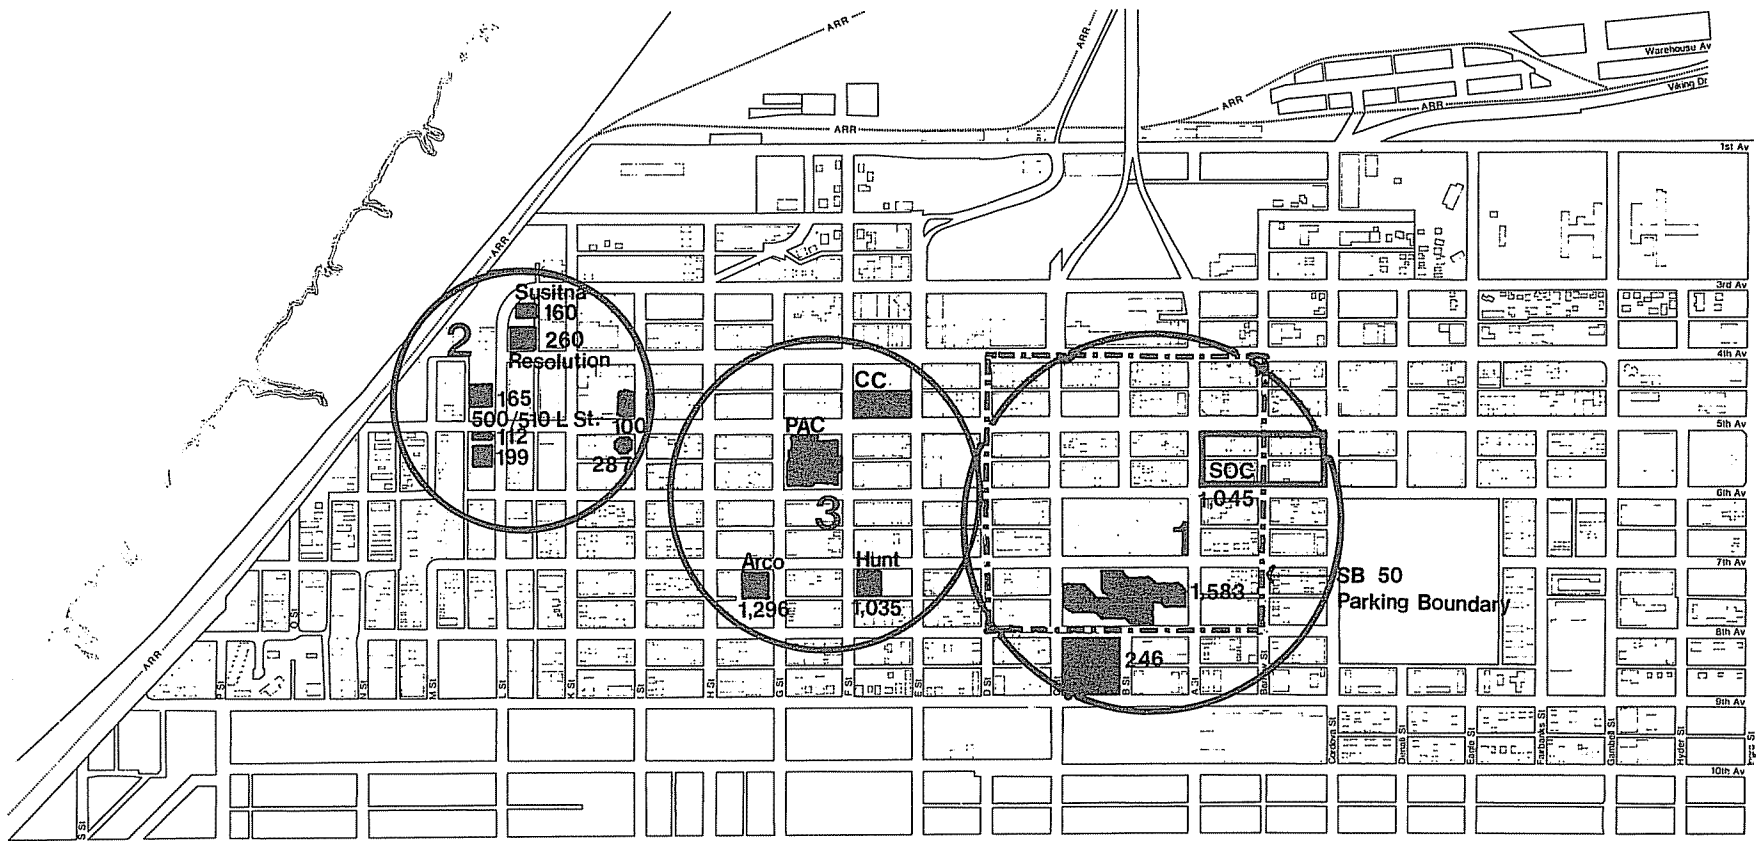 ARR
ARR
ARR
ARR
ARR
Warehouse Av
Viking Dr
1st Av
ARR
3rd Av
Susitna
160
2
260
Resolution
4th Av
CC
165
500/510 L St.
100
PAC
5th Av
112
199
287
SOC
1,045
6th Av
3
1
Arco
Hunt
7th Av
1,296
1,035
1,583
SB 50
Parking Boundary
8th Av
O St
ARR
246
P St
N St
M St
L St
K St
I St
H St
G St
F St
E St
D St
C St
B St
A St
Barrow St
9th Av
Cordova St
Denali St
Eagle St
Fairbanks St
Gambell St
Hyder St
10th Av
S St